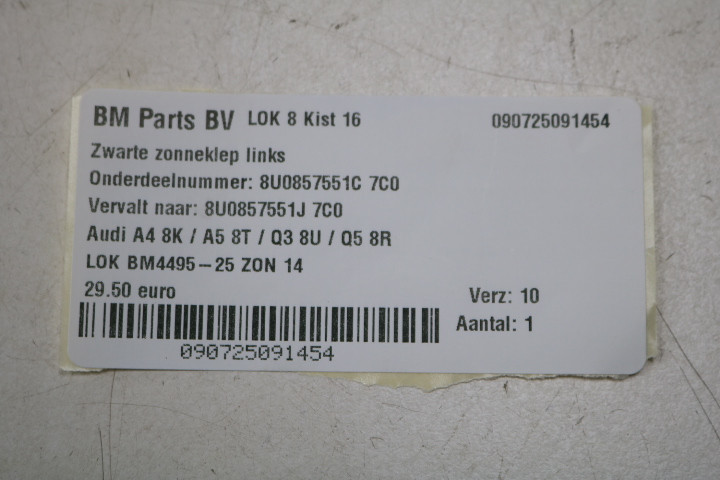 BM Parts BV LOK 8 Kist 16 090725091454
Zwarte zonneklep links
Onderdeelnummer: 8U0857551C 7C0
Vervalt naar: 8U0857551J 7C0
Audi A4 8K / A5 8T / Q3 8U / Q5 8R
LOK BM4495-25 ZON 14
29.50 euro Verz: 10
Aantal: 1
090725091454